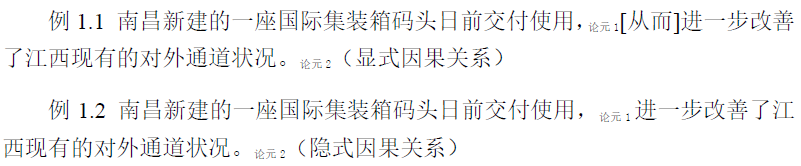 例 1.1 南昌新建的一座国际集装箱码头日前交付使用，论元 1[从而]进一步改善
了江西现有的对外通道状况。论元 2（显式因果关系）
例 1.2 南昌新建的一座国际集装箱码头日前交付使用，论元 1 进一步改善了江
西现有的对外通道状况。论元 2（隐式因果关系）